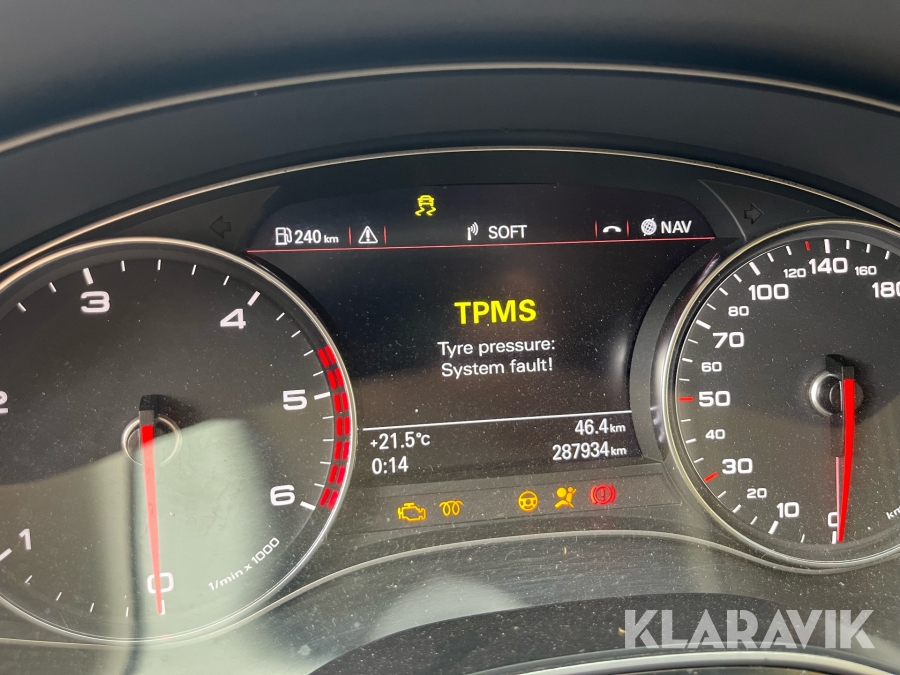 240 km
SOFT
NAV
TPMS
Tyre pressure:
System fault!
+21.5°C
46.4 km
0:14
287934 km
1
2
3
4
5
6
0
1/min x 1000
0
10
20
30
40
50
60
70
80
100
120
140
160
180
km
KLARAVIK